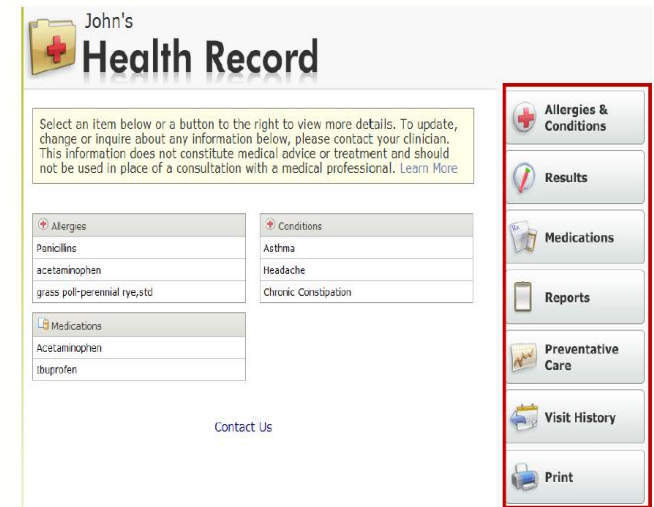 John's
Health Record
Select an item below or a button to the right to view more details. To update,
change or inquire about any information below, please contact your clinician.
This information does not constitute medical advice or treatment and should
not be used in place of a consultation with a medical professional. Learn More
Allergies
Penicillins
acetaminophen
grass poll-perennial rye,std
Conditions
Asthma
Headache
Chronic Constipation
Medications
Acetaminophen
Ibuprofen
Contact Us
Allergies &
Conditions
Results
Rx
Medications
Reports
Preventative
Care
Visit History
Print